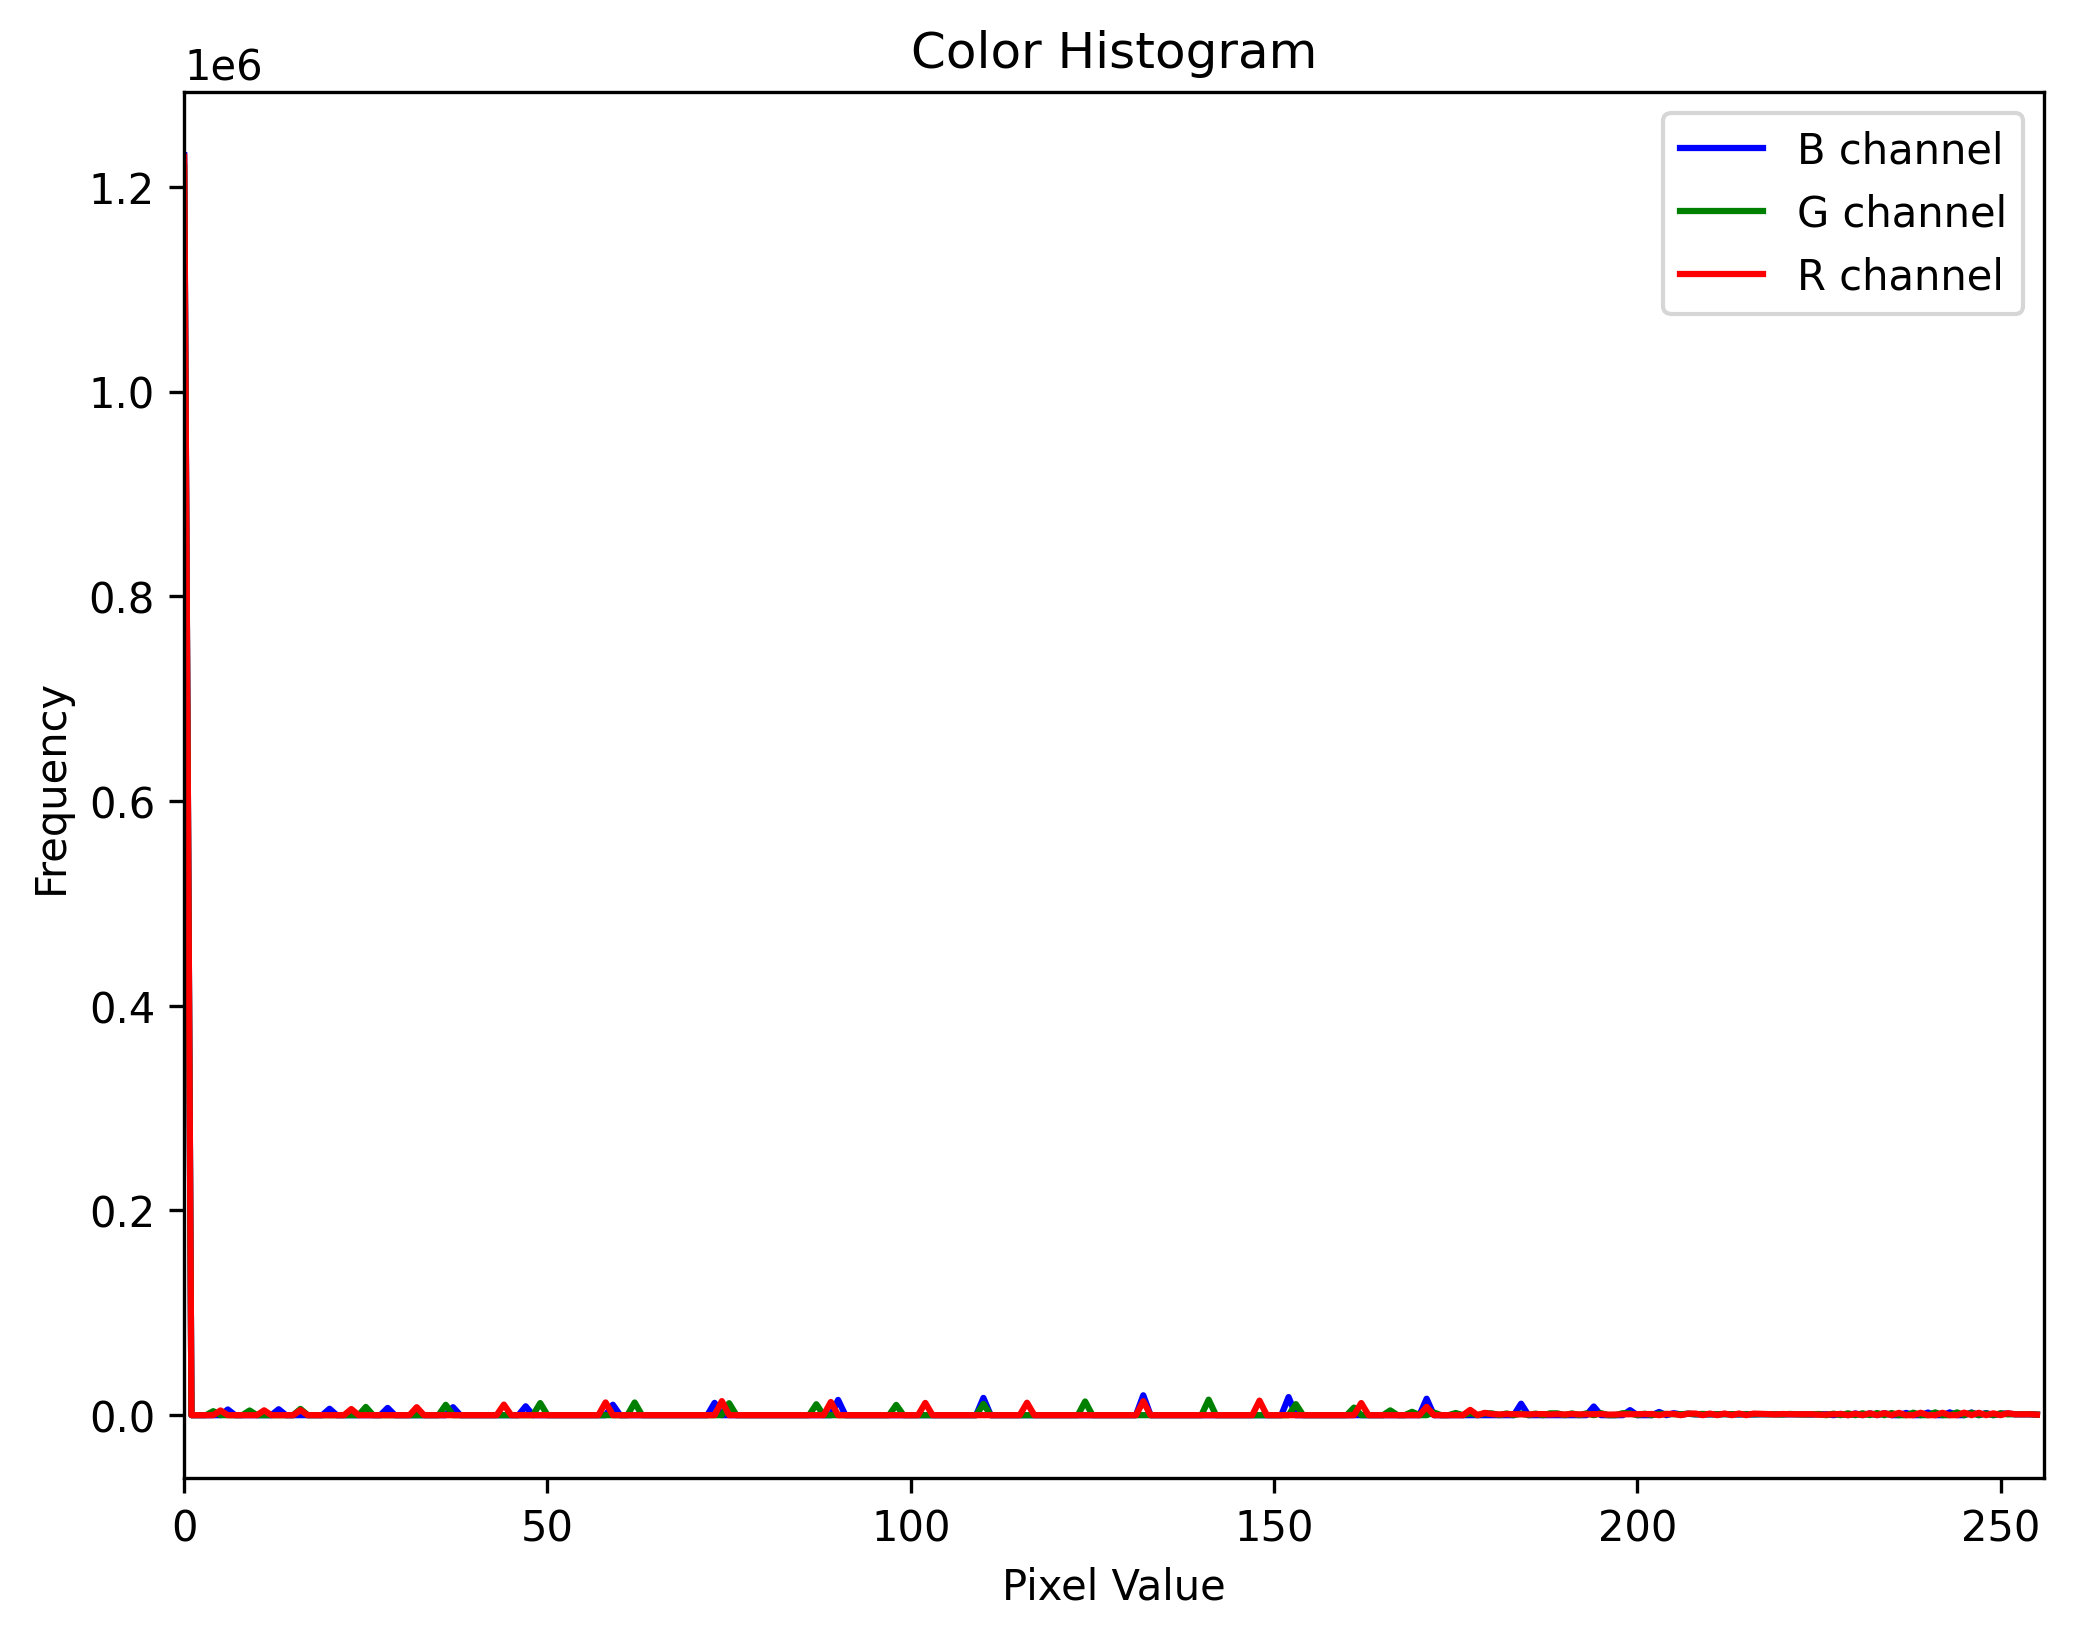 Color Histogram
1e6
B channel
G channel
R channel
1.2
1.0
0.8
0.6
0.4
0.2
0.0
Frequency
0 50 100 150 200 250
Pixel Value